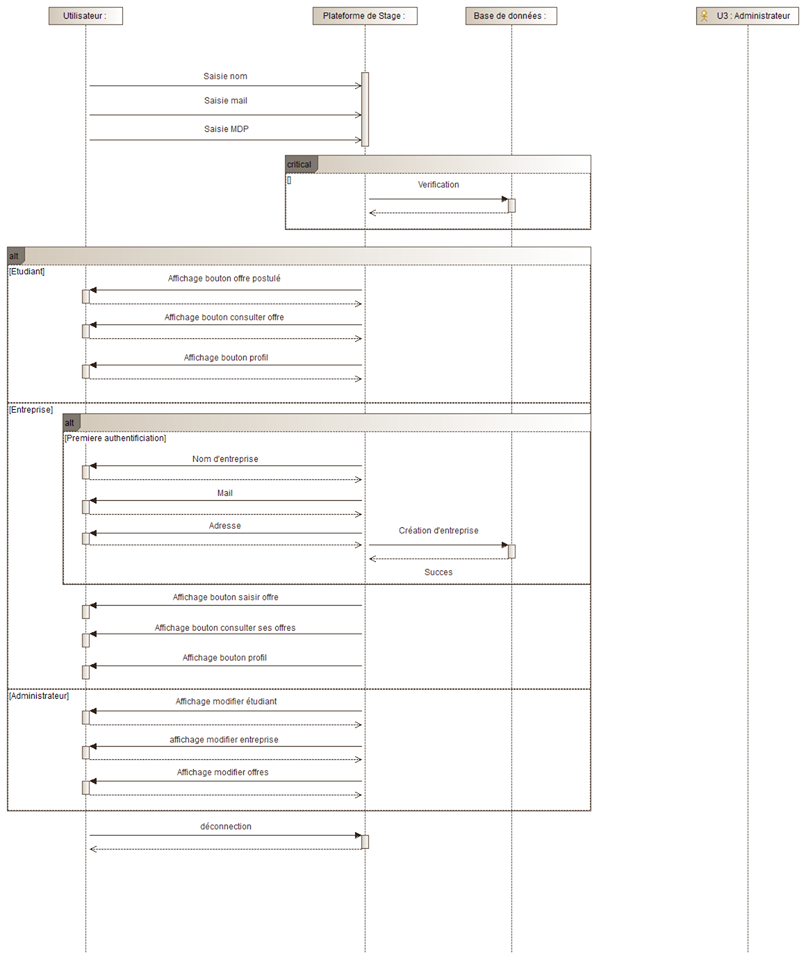 Utilisateur :
Plateforme de Stage :
Base de données :
U3 : Administrateur
Saisie nom
Saisie mail
Saisie MDP
critical
[]
Verification
alt
[Etudiant]
Affichage bouton offre postulé
Affichage bouton consulter offre
Affichage bouton profil
[Entreprise]
alt
[Premiere authentificiation]
Nom d'entreprise
Mail
Adresse
Création d'entreprise
Succes
Affichage bouton saisir offre
Affichage bouton consulter ses offres
Affichage bouton profil
[Administrateur]
Affichage modifier étudiant
affichage modifier entreprise
Affichage modifier offres
déconnection